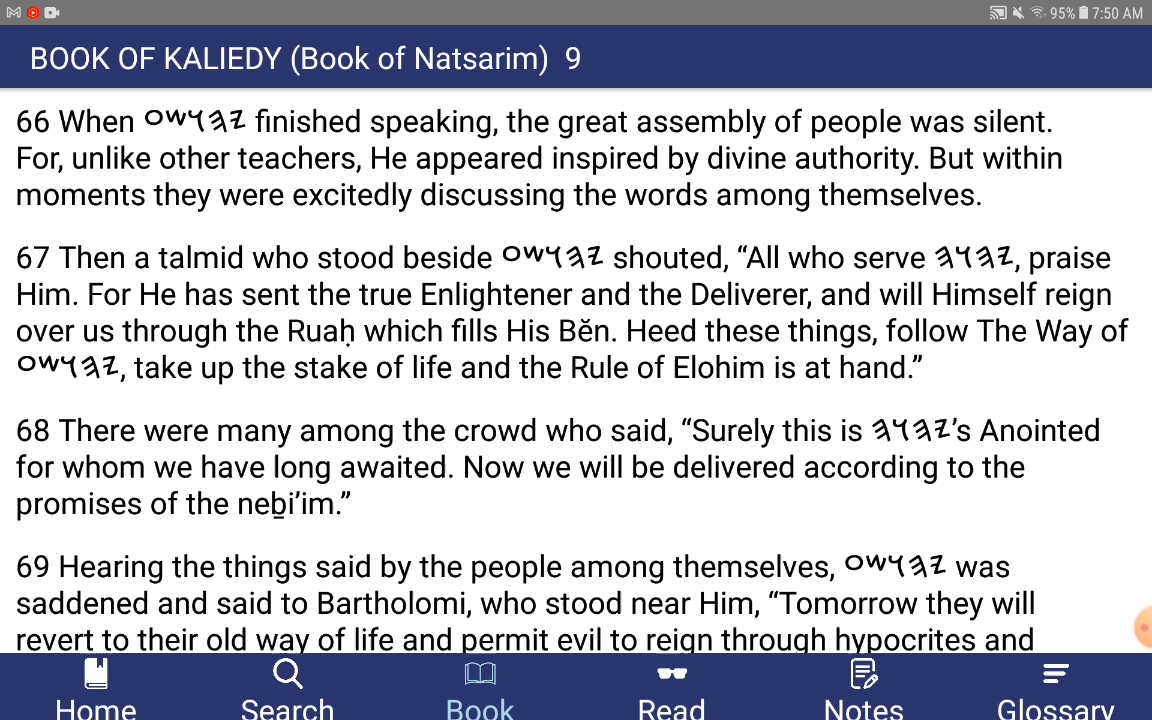 95% 7:50 AM
BOOK OF KALIEDY (Book of Natsarim) 9
66 When 𐤉𐤄𐤅𐤔𐤏 finished speaking, the great assembly of people was silent.
For, unlike other teachers, He appeared inspired by divine authority. But within
moments they were excitedly discussing the words among themselves.
67 Then a talmid who stood beside 𐤉𐤄𐤅𐤔𐤏 shouted, “All who serve 𐤉𐤄𐤅𐤄, praise
Him. For He has sent the true Enlightener and the Deliverer, and will Himself reign
over us through the Ruaḥ which fills His Bĕn. Heed these things, follow The Way of
𐤉𐤄𐤅𐤔𐤏, take up the stake of life and the Rule of Elohim is at hand.”
68 There were many among the crowd who said, “Surely this is 𐤉𐤄𐤅𐤄’s Anointed
for whom we have long awaited. Now we will be delivered according to the
promises of the neḇi’im.”
69 Hearing the things said by the people among themselves, 𐤉𐤄𐤅𐤔𐤏 was
saddened and said to Bartholomi, who stood near Him, “Tomorrow they will
revert to their old way of life and permit evil to reign through hypocrites and
Home Search Book Read Notes Glossary